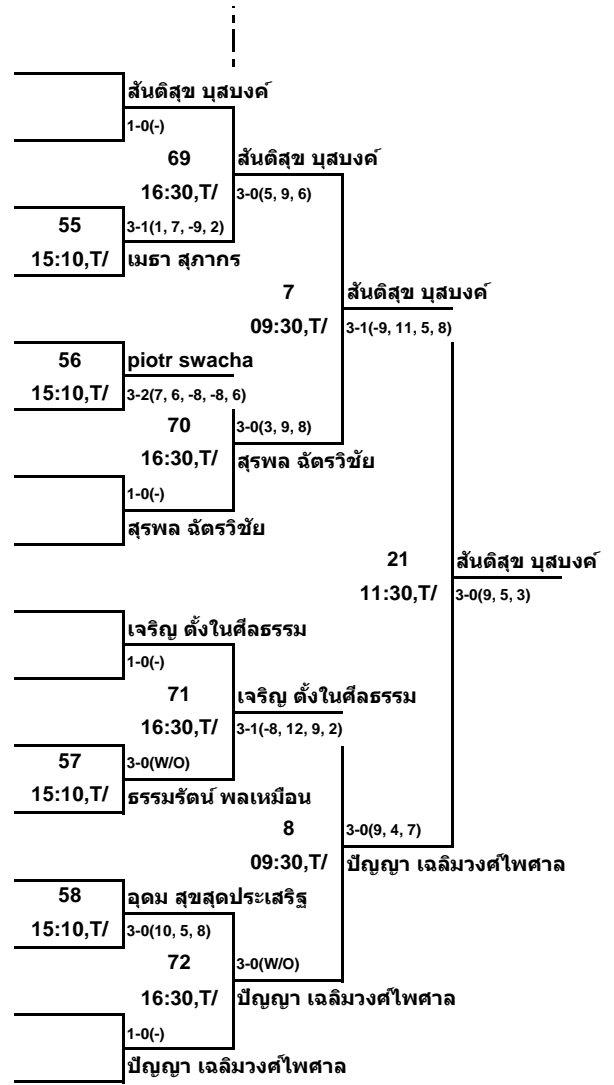 สันติสุข บุสบงค์
1-0(-)
69
สันติสุข บุสบงค์
16:30,T/
3-0(5, 9, 6)
55
3-1(1, 7, -9, 2)
15:10,T/
เมธา สุภากร
7
สันติสุข บุสบงค์
09:30,T/
3-1(-9, 11, 5, 8)
56
piotr swacha
15:10,T/
3-2(7, 6, -8, -8, 6)
70
3-0(3, 9, 8)
16:30,T/
สุรพล ฉัตรวิชัย
1-0(-)
สุรพล ฉัตรวิชัย
21
สันติสุข บุสบงค์
11:30,T/
3-0(9, 5, 3)
เจริญ ตั้งในศีลธรรม
1-0(-)
71
เจริญ ตั้งในศีลธรรม
16:30,T/
3-1(-8, 12, 9, 2)
57
3-0(W/O)
15:10,T/
ธรรมรัตน์ พลเหมือน
8
3-0(9, 4, 7)
09:30,T/
ปัญญา เฉลิมวงศ์ไพศาล
58
อุดม สุขสุดประเสริฐ
15:10,T/
3-0(10, 5, 8)
72
3-0(W/O)
16:30,T/
ปัญญา เฉลิมวงศ์ไพศาล
1-0(-)
ปัญญา เฉลิมวงศ์ไพศาล